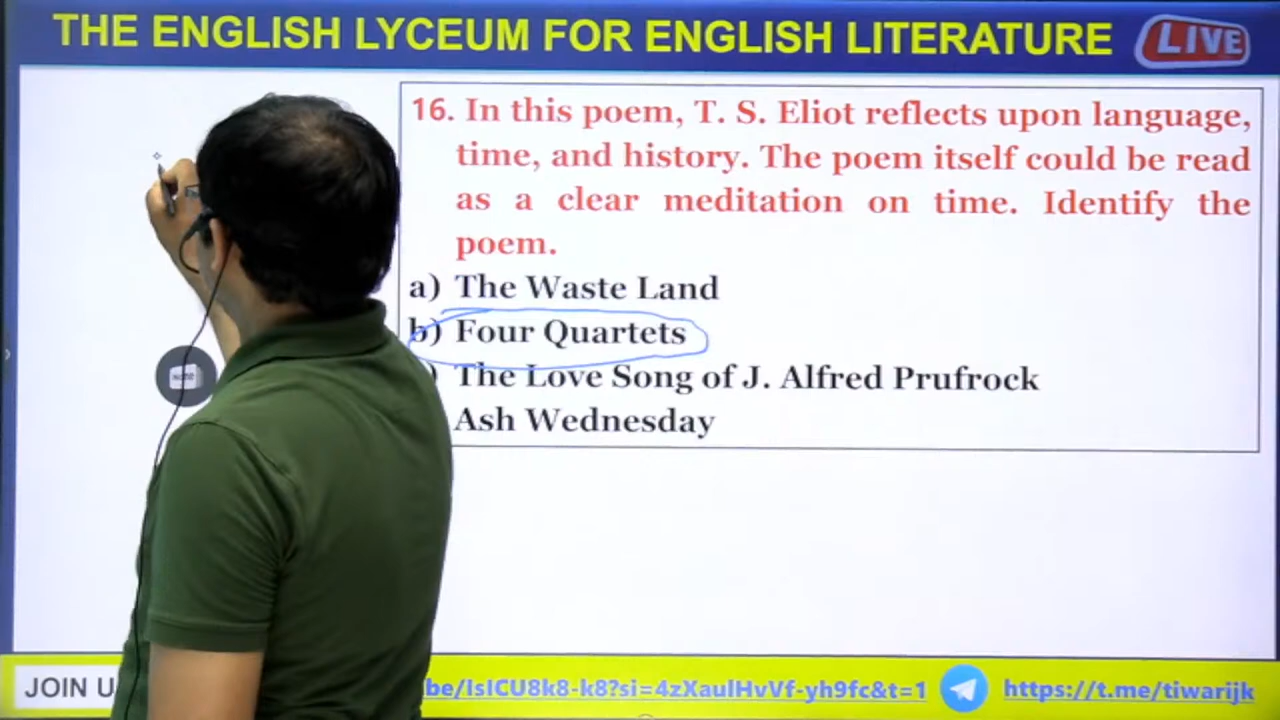 THE ENGLISH LYCEUM FOR ENGLISH LITERATURE LIVE
16. In this poem, T. S. Eliot reflects upon language,
time, and history. The poem itself could be read
as a clear meditation on time. Identify the
poem.
a) The Waste Land
b) Four Quartets
) The Love Song of J. Alfred Prufrock
Ash Wednesday
JOIN U be/IsICU8k8-k8?si=4zXaulHvVf-yh9fc&t=1 https://t.me/tiwarijk